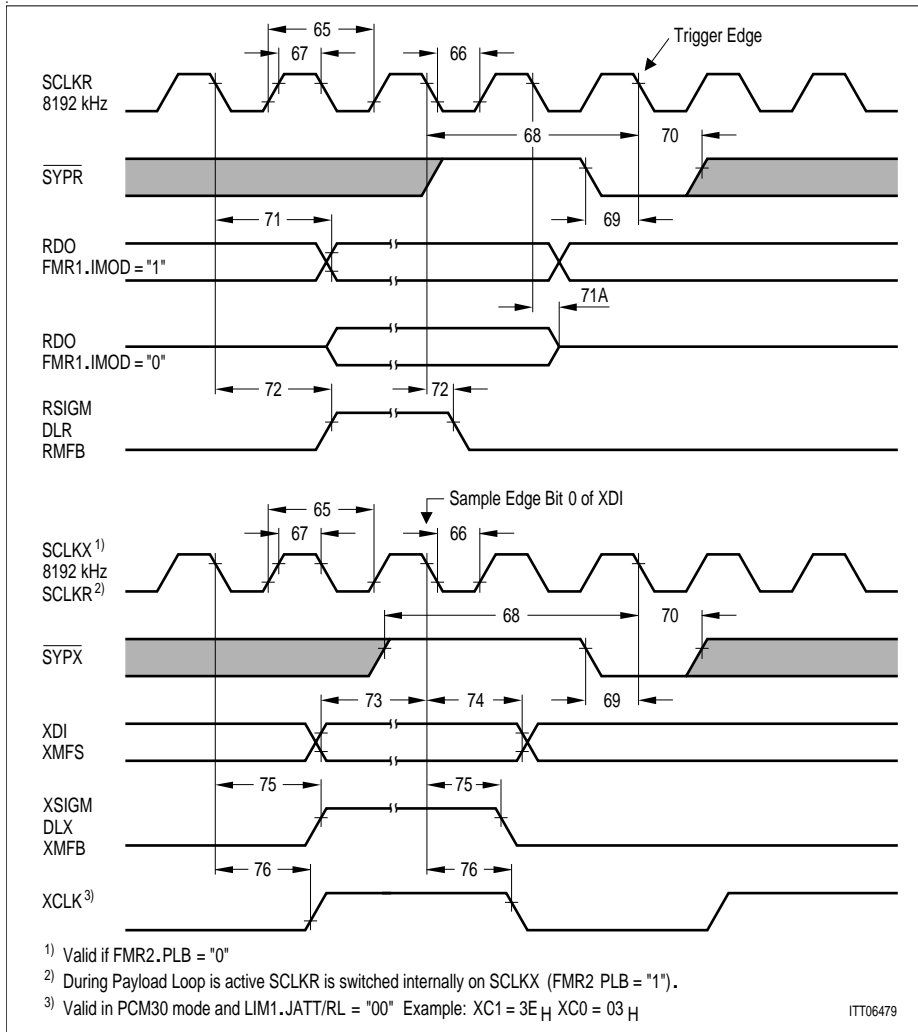 65
Trigger Edge
67
66
SCLKR
8192 kHz
68
70
SYPR
69
71
RDO
FMR1.IMOD = "1"
71A
RDO
FMR1.IMOD = "0"
72
72
RSIGM
DLR
RMFB
65
Sample Edge Bit 0 of XDI
67
66
SCLKX 1)
8192 kHz
SCLKR 2)
68
70
SYPX
69
73
74
XDI
XMFS
75
75
XSIGM
DLX
XMFB
76
76
XCLK 3)
1) Valid if FMR2.PLB = "0"
2) During Payload Loop is active SCLKR is switched internally on SCLKX (FMR2 PLB = "1").
3) Valid in PCM30 mode and LIM1.JATT/RL = "00" Example: XC1 = 3E H XC0 = 03 H
ITT06479